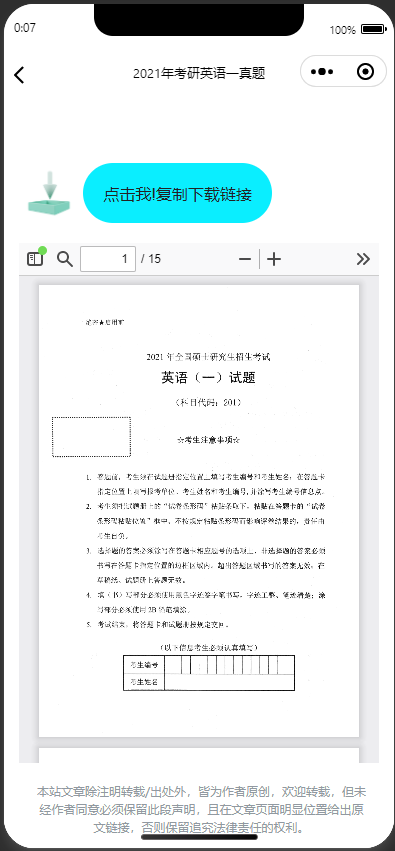 0:07
100%
2021年考研英语一真题
点击我!复制下载链接
1 / 15
绝密★启用前
2021 年全国硕士研究生招生考试
英语（一）试题
（科目代码：201）
☆考生注意事项☆
1. 答题前，考生须在试题册指定位置上填写考生编号和考生姓名；在答题卡
指定位置上填写报考单位、考生姓名和考生编号,并涂写考生编号信息点。
2. 考生须把试题册上的“试卷条形码”粘贴条取下，粘贴在答题卡的“试卷
条形码粘贴位置”框中。不按规定粘贴条形码而影响评卷结果的，责任由
考生自负。
3. 选择题的答案必须涂写在答题卡相应题号的选项上，非选择题的答案必须
书写在答题卡指定位置的边框区域内。超出答题区域书写的答案无效；在
草稿纸、试题册上答题无效。
4. 填（书）写部分必须使用黑色字迹签字笔书写，字迹工整、笔迹清楚；涂
写部分必须使用 2B 铅笔填涂。
5. 考试结束，将答题卡和试题册按规定交回。
（以下信息考生必须认真填写）
考生编号
考生姓名
本站文章除注明转载/出处外，皆为作者原创，欢迎转载，但未
经作者同意必须保留此段声明，且在文章页面明显位置给出原
文链接，否则保留追究法律责任的权利。